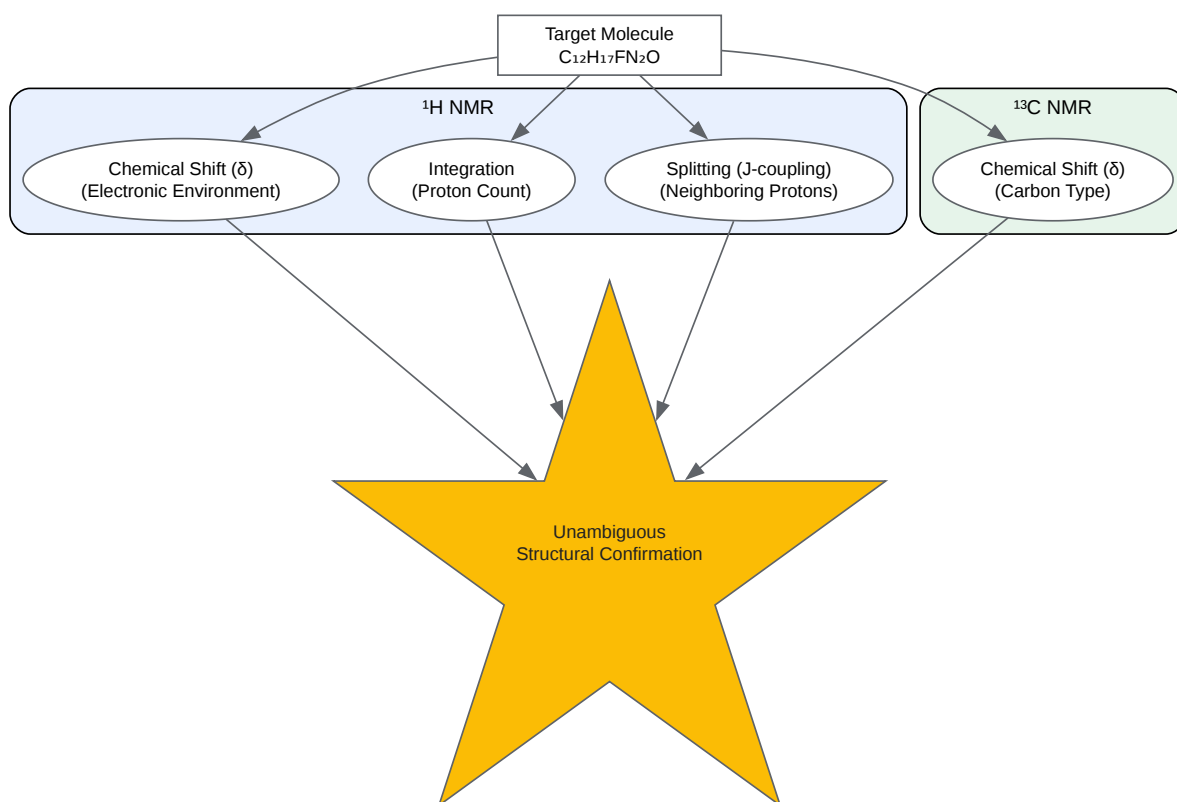 Target Molecule
C₁₂H₁₇FN₂O
¹H NMR
¹³C NMR
Chemical Shift (δ)
(Electronic Environment)
Integration
(Proton Count)
Splitting (J-coupling)
(Neighboring Protons)
Chemical Shift (δ)
(Carbon Type)
Unambiguous
Structural Confirmation